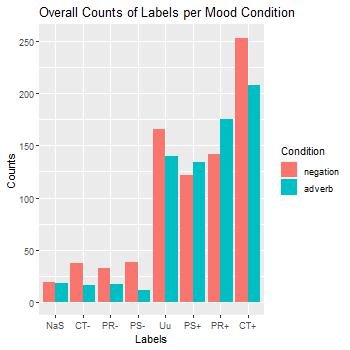 Overall Counts of Labels per Mood Condition
250
200
150
100
50
0
Counts
NaS CT- PR- PS- Uu PS+ PR+ CT+
Labels
Condition
negation
adverb